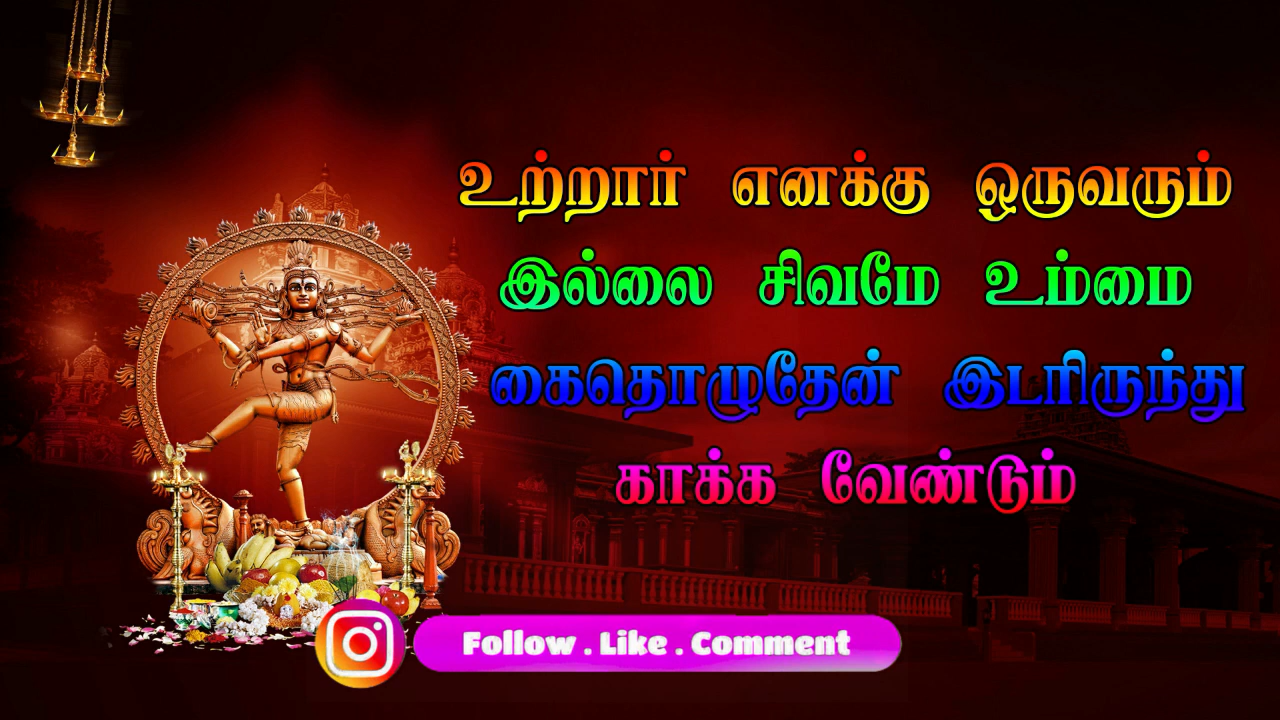 உற்றார் எனக்கு ஒருவரும்
இல்லை சிவமே உம்மை
கைதொழுதேன் இடரிருந்து
காக்க வேண்டும்
Follow . Like . Comment